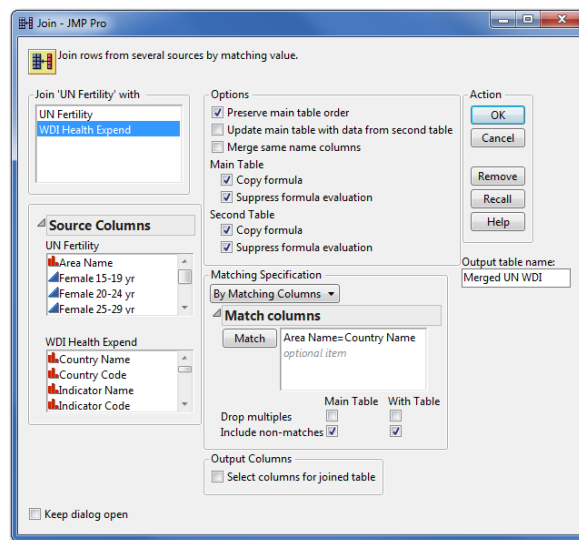 Join - JMP Pro
Join rows from several sources by matching value.
Join 'UN Fertility' with
UN Fertility
WDI Health Expend
Source Columns
UN Fertility
Area Name
Female 15-19 yr
Female 20-24 yr
Female 25-29 yr
WDI Health Expend
Country Name
Country Code
Indicator Name
Indicator Code
Options
Preserve main table order
Update main table with data from second table
Merge same name columns
Main Table
Copy formula
Suppress formula evaluation
Second Table
Copy formula
Suppress formula evaluation
Matching Specification
By Matching Columns
Match columns
Match
Area Name=Country Name
optional item
Main Table With Table
Drop multiples
Include non-matches
Output Columns
Select columns for joined table
Action
OK
Cancel
Remove
Recall
Help
Output table name:
Merged UN WDI
Keep dialog open